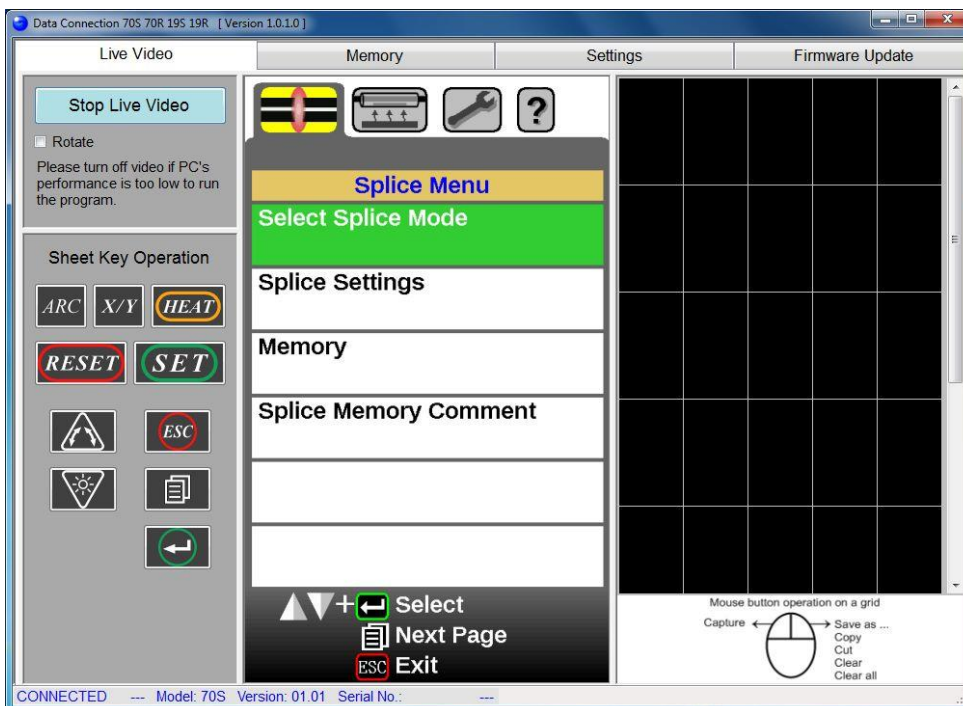 Data Connection 70S 70R 19S 19R [ Version 1.0.1.0 ]
Live Video
Memory
Settings
Firmware Update
Stop Live Video
Rotate
Please turn off video if PC's
performance is too low to run
the program.
Sheet Key Operation
ARC
X/Y
HEAT
RESET
SET
ESC
?
Splice Menu
Select Splice Mode
Splice Settings
Memory
Splice Memory Comment
+ Select
Next Page
ESC Exit
Mouse button operation on a grid
Capture
Save as ...
Copy
Cut
Clear
Clear all
CONNECTED --- Model: 70S Version: 01.01 Serial No.: ---